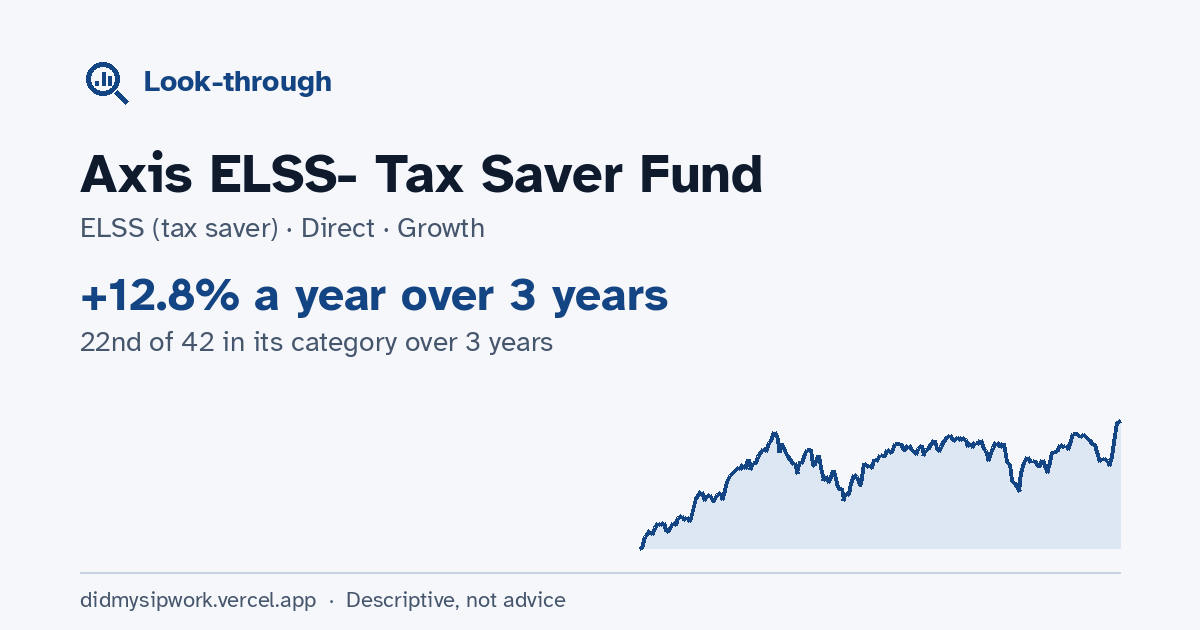 Look-through
Axis ELSS- Tax Saver Fund
ELSS (tax saver) · Direct · Growth
+12.8% a year over 3 years
22nd of 42 in its category over 3 years
didmysipwork.vercel.app · Descriptive, not advice